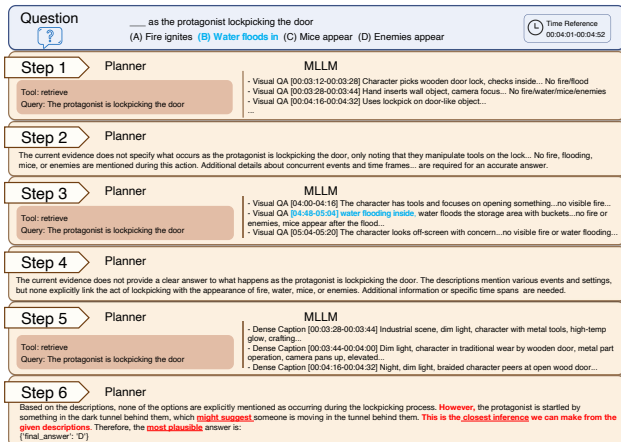 Question
___ as the protagonist lockpicking the door
(A) Fire ignites (B) Water floods in (C) Mice appear (D) Enemies appear
Time Reference
00:04:01-00:04:52
Step 1 Planner MLLM
Tool: retrieve
Query: The protagonist is lockpicking the door
- Visual QA [00:03:12-00:03:28] Character picks wooden door lock, checks inside... No fire/flood
- Visual QA [00:03:28-00:03:44] Hand inserts wall object, camera focus... No fire/water/mice/enemies
- Visual QA [00:04:16-00:04:32] Uses lockpick on door-like object...
...
Step 2 Planner
The current evidence does not specify what occurs as the protagonist is lockpicking the door, only noting that they manipulate tools on the lock... No fire, flooding,
mice, or enemies are mentioned during this action. Additional details about concurrent events and time frames... are required for an accurate answer.
Step 3 Planner MLLM
Tool: retrieve
Query: The protagonist is lockpicking the door
- Visual QA [04:00-04:16] The character has tools and focuses on opening something...no visible fire...
- Visual QA [04:48-05:04] water flooding inside, water floods the storage area with buckets...no fire or
enemies, mice appear after the flood...
- Visual QA [05:04-05:20] The character looks off-screen with concern...no visible fire or water flooding...
Step 4 Planner
The current evidence does not provide a clear answer to what happens as the protagonist is lockpicking the door. The descriptions mention various events and settings,
but none explicitly link the act of lockpicking with the appearance of fire, water, mice, or enemies. Additional information or specific time spans are needed.
Step 5 Planner MLLM
Tool: retrieve
Query: The protagonist is lockpicking the door
- Dense Caption [00:03:28-00:03:44] Industrial scene, dim light, character with metal tools, high-temp
glow, crafting...
- Dense Caption [00:03:44-00:04:00] Dim light, character in traditional wear by wooden door, metal part
operation, camera pans up, elevated...
- Dense Caption [00:04:16-00:04:32] Night, dim light, braided character peers at open wood door...
Step 6 Planner
Based on the descriptions, none of the options are explicitly mentioned as occurring during the lockpicking process. However, the protagonist is startled by
something in the dark tunnel behind them, which might suggest someone is moving in the tunnel behind them. This is the closest inference we can make from the
given descriptions. Therefore, the most plausible answer is:
{'final_answer': 'D'}